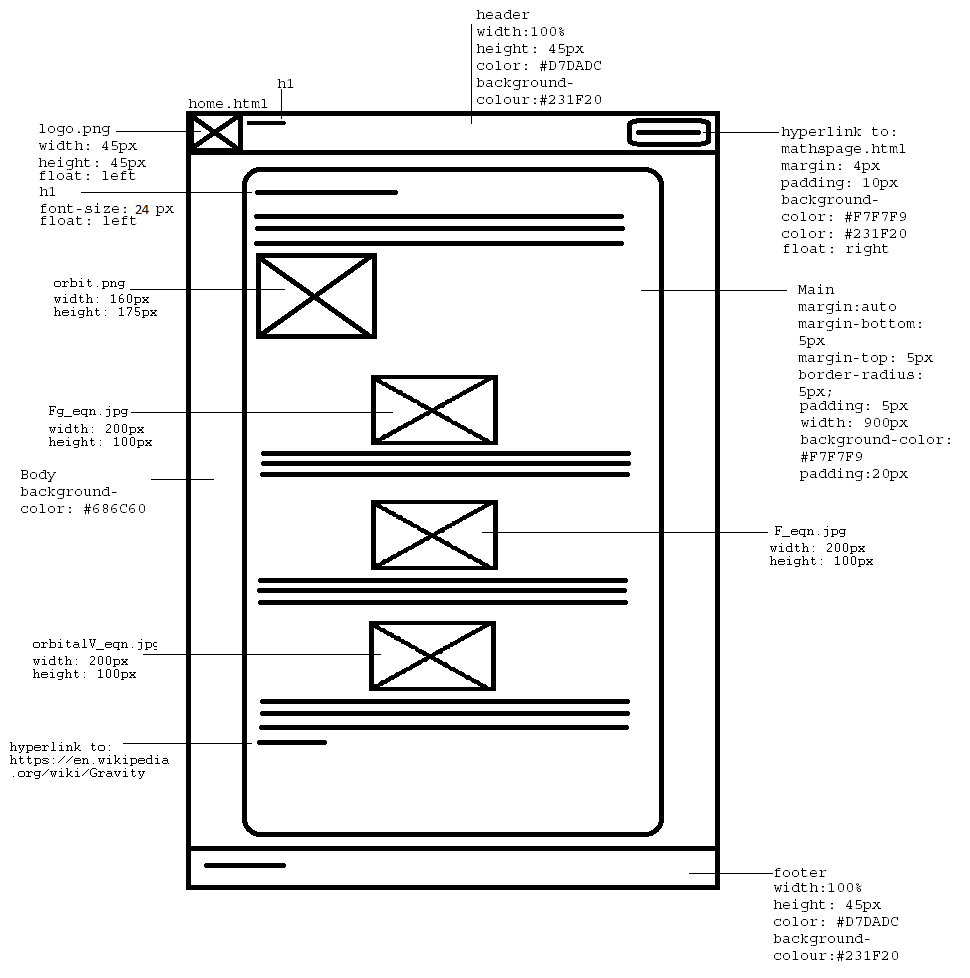 header
width:100%
height: 45px
color: #D7DADC
background-
colour:#231F20
h1
home.html
logo.png
width: 45px
height: 45px
float: left
h1
font-size: 24 px
float: left
hyperlink to:
mathspage.html
margin: 4px
padding: 10px
background-
color: #F7F7F9
color: #231F20
float: right
orbit.png
width: 160px
height: 175px
Main
margin:auto
margin-bottom:
5px
margin-top: 5px
border-radius:
5px;
padding: 5px
width: 900px
background-color:
#F7F7F9
padding:20px
Fg_eqn.jpg
width: 200px
height: 100px
Body
background-
color: #686C60
F_eqn.jpg
width: 200px
height: 100px
orbitalV_eqn.jpg
width: 200px
height: 100px
hyperlink to:
https://en.wikipedia
.org/wiki/Gravity
footer
width:100%
height: 45px
color: #D7DADC
background-
colour:#231F20